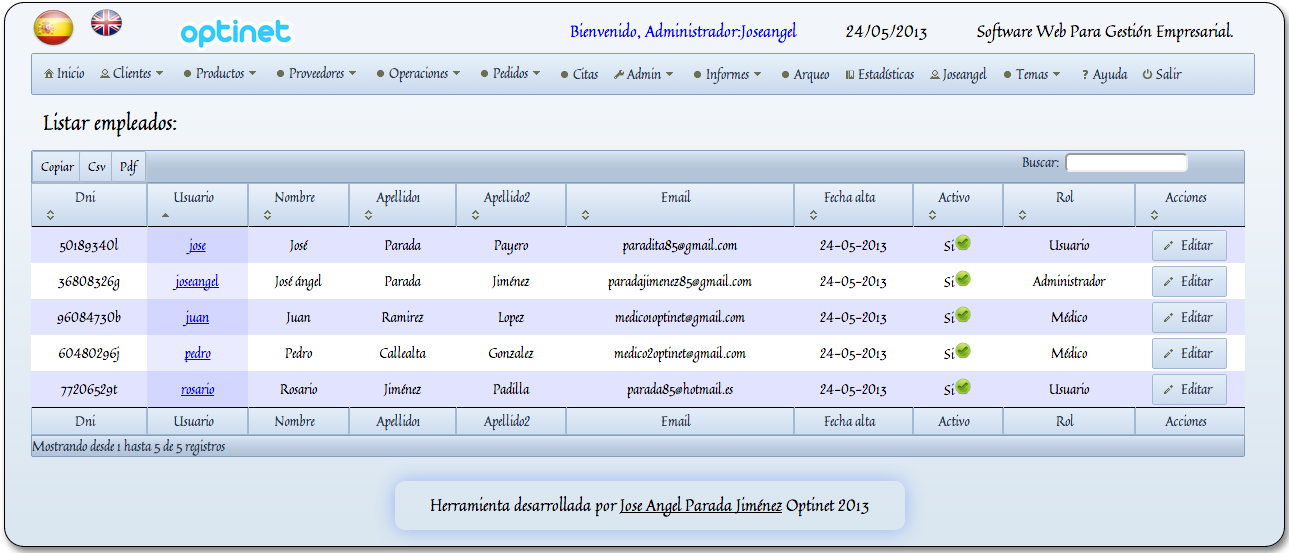 optinet
Bienvenido, Administrador:Joseangel 24/05/2013 Software Web Para Gestión Empresarial.
Inicio Clientes Productos Proveedores Operaciones Pedidos Citas Admin Informes Arqueo Estadísticas Joseangel Temas ? Ayuda Salir
Listar empleados:
Copiar Csv Pdf Buscar:
Dni Usuario Nombre Apellido1 Apellido2 Email Fecha alta Activo Rol Acciones
50189340l jose José Parada Payero paradita85@gmail.com 24-05-2013 Si Usuario Editar
36808326g joseangel José ángel Parada Jiménez paradajimenez85@gmail.com 24-05-2013 Si Administrador Editar
96084730b juan Juan Ramirez Lopez medico1optinet@gmail.com 24-05-2013 Si Médico Editar
60480296j pedro Pedro Callealta Gonzalez medico2optinet@gmail.com 24-05-2013 Si Médico Editar
77206529t rosario Rosario Jiménez Padilla parada85@hotmail.es 24-05-2013 Si Usuario Editar
Dni Usuario Nombre Apellido1 Apellido2 Email Fecha alta Activo Rol Acciones
Mostrando desde 1 hasta 5 de 5 registros
Herramienta desarrollada por Jose Angel Parada Jiménez Optinet 2013